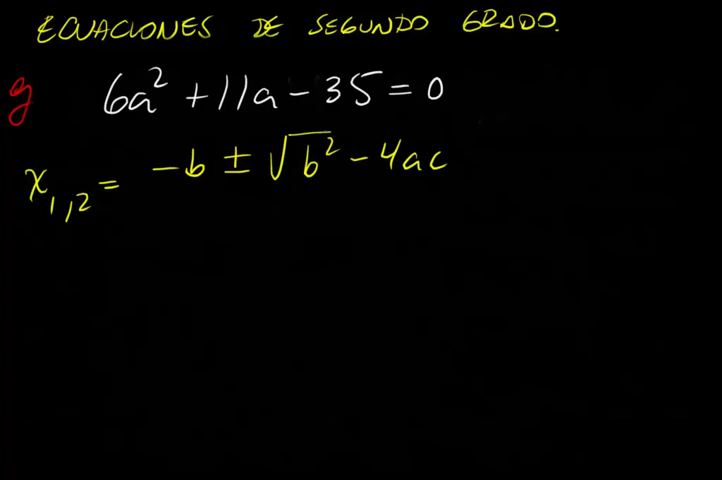 ECUACIONES DE SEGUNDO GRADO.
g 6a² + 11a - 35 = 0
x₁,₂ = -b ± √b² - 4ac